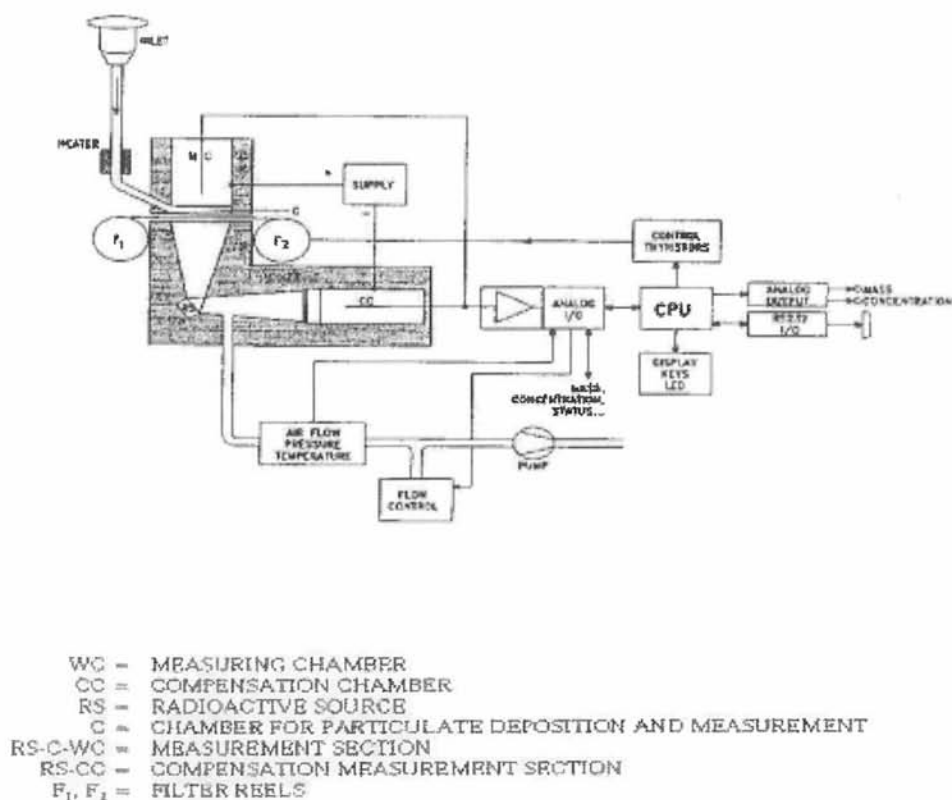 INLET
HEATER
M C
SUPPLY
+
–
C
F1
F2
RS
CC
CONTROL
THYRISTORS
ANALOG
I/O
CPU
ANALOG
OUTPUT
MASS
CONCENTRATION
RS232
I/O
DISPLAY
KEYS
LED
MASS,
CONCENTRATION,
STATUS...
AIR FLOW
PRESSURE
TEMPERATURE
PUMP
FLOW
CONTROL
WC = MEASURING CHAMBER
CC = COMPENSATION CHAMBER
RS = RADIOACTIVE SOURCE
C = CHAMBER FOR PARTICULATE DEPOSITION AND MEASUREMENT
RS-C-WC = MEASUREMENT SECTION
RS-CC = COMPENSATION MEASUREMENT SECTION
F1, F2 = FILTER REELS